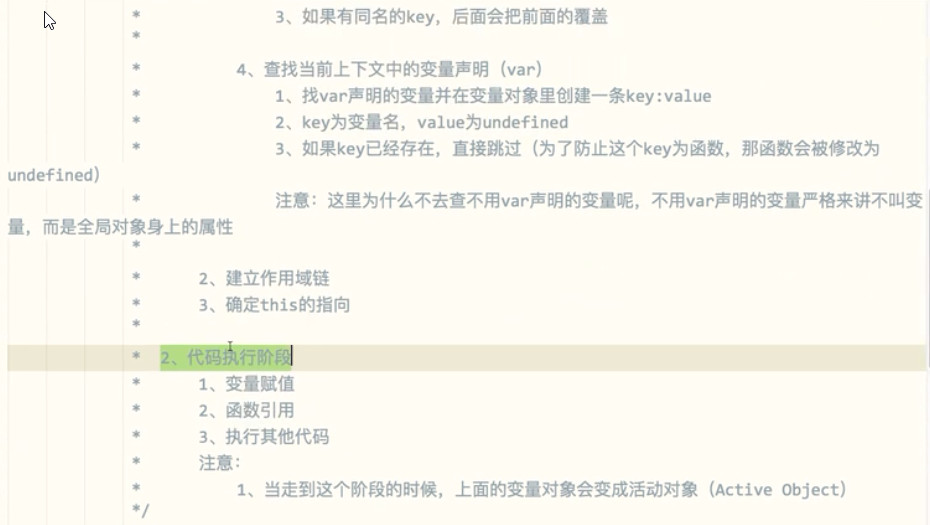 * 3、如果有同名的key，后面会把前面的覆盖
*
* 4、查找当前上下文中的变量声明（var）
* 1、找var声明的变量并在变量对象里创建一条key:value
* 2、key为变量名，value为undefined
* 3、如果key已经存在，直接跳过（为了防止这个key为函数，那函数会被修改为
undefined）
* 注意：这里为什么不去查不用var声明的变量呢，不用var声明的变量严格来讲不叫变
量，而是全局对象身上的属性
*
* 2、建立作用域链
* 3、确定this的指向
*
* 2、代码执行阶段
* 1、变量赋值
* 2、函数引用
* 3、执行其他代码
* 注意：
* 1、当走到这个阶段的时候，上面的变量对象会变成活动对象（Active Object）
*/